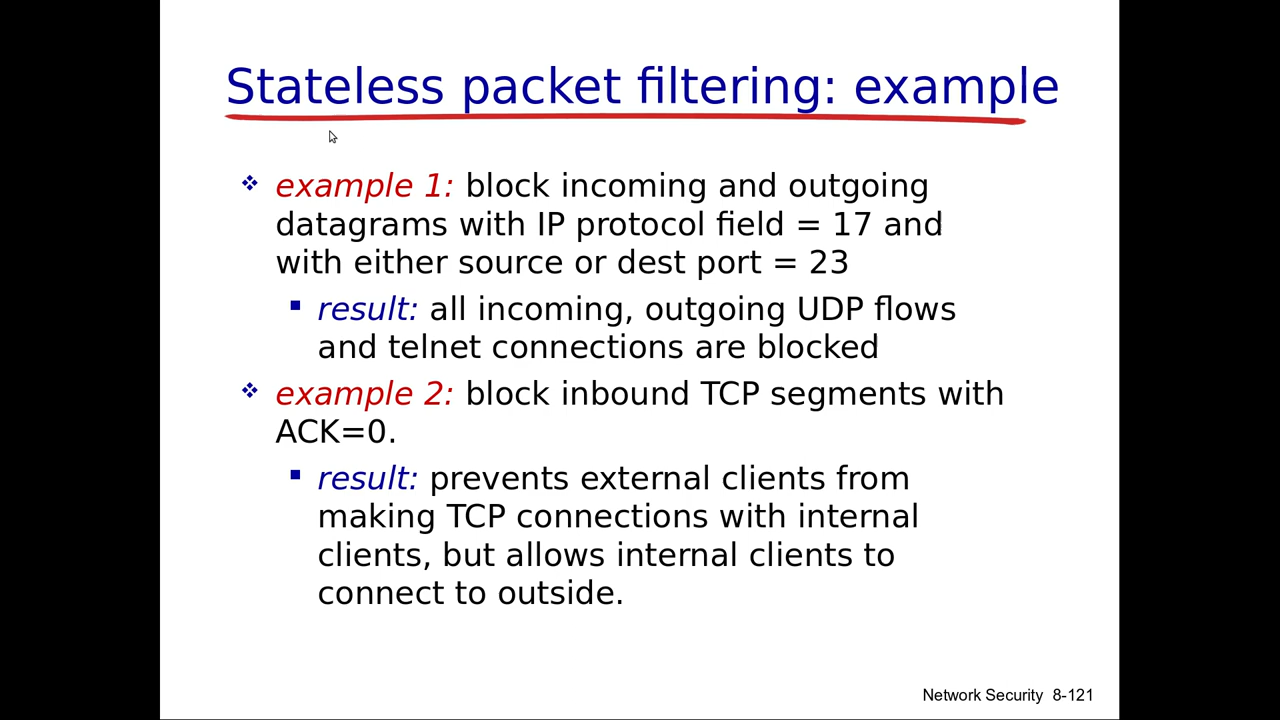 Stateless packet filtering: example
example 1: block incoming and outgoing
datagrams with IP protocol field = 17 and
with either source or dest port = 23
result: all incoming, outgoing UDP flows
and telnet connections are blocked
example 2: block inbound TCP segments with
ACK=0.
result: prevents external clients from
making TCP connections with internal
clients, but allows internal clients to
connect to outside.
Network Security 8-121